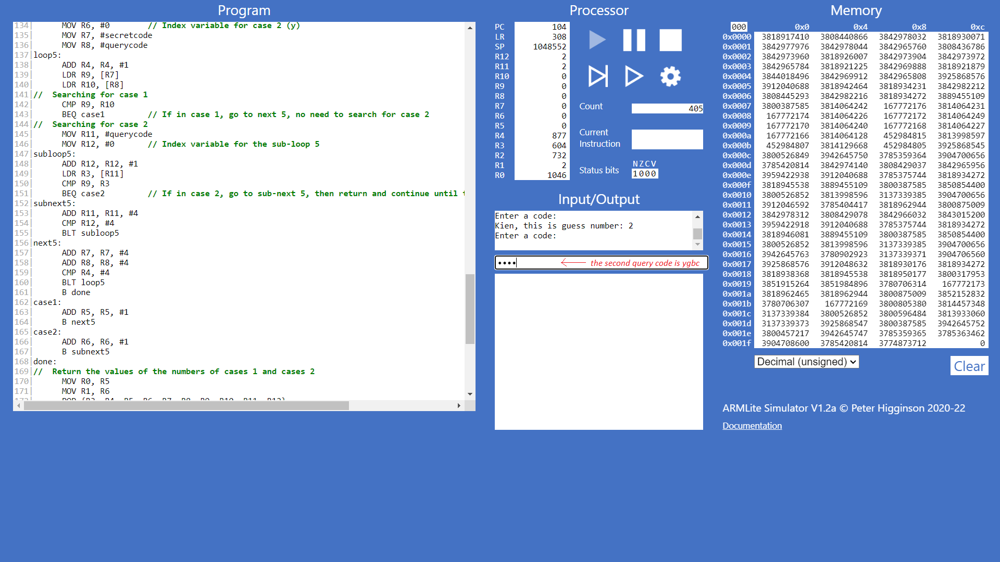 Program
134| MOV R6, #0 // Index variable for case 2 (y)
135| MOV R7, #secretcode
136| MOV R8, #querycode
137| loop5:
138| ADD R4, R4, #1
139| LDR R9, [R7]
140| LDR R10, [R8]
141| // Searching for case 1
142| CMP R9, R10
143| BEQ case1 // If in case 1, go to next 5, no need to search for case 2
144| // Searching for case 2
145| MOV R11, #querycode
146| MOV R12, #0 // Index variable for the sub-loop 5
147| subloop5:
148| ADD R12, R12, #1
149| LDR R3, [R11]
150| CMP R9, R3
151| BEQ case2 // If in case 2, go to sub-next 5, then return and continue until
152| subnext5:
153| ADD R11, R11, #4
154| CMP R12, #4
155| BLT subloop5
156| next5:
157| ADD R7, R7, #4
158| ADD R8, R8, #4
159| CMP R4, #4
160| BLT loop5
161| B done
162| case1:
163| ADD R5, R5, #1
164| B next5
165| case2:
166| ADD R6, R6, #1
167| B subnext5
168| done:
169| // Return the values of the numbers of cases 1 and cases 2
170| MOV R0, R5
171| MOV R1, R6
Processor
PC 104
LR 308
SP 1048552
R12 2
R11 2
R10 0
R9 0
R8 0
R7 0
R6 0
R5 0
R4 877
R3 604
R2 732
R1 2
R0 1046
Count 405
Current
Instruction
NZCV
Status bits 1000
Input/Output
Enter a code:
Kien, this is guess number: 2
Enter a code:
•••• the second query code is ygbc
Memory
000 0x0 0x4 0x8 0xc
0x0000 3818917410 3808440866 3842978032 3818930071
0x0001 3842977976 3842978044 3842965760 3808436786
0x0002 3842973960 3818926007 3842973904 3842973972
0x0003 3842965784 3818921225 3842969888 3818921879
0x0004 3844018496 3842969912 3842965808 3925868576
0x0005 3912040688 3818942464 3818934231 3842982212
0x0006 3808445293 3842982216 3818934272 3889455109
0x0007 3800387585 3814064242 167772176 3814064231
0x0008 167772174 3814064226 167772172 3814064249
0x0009 167772170 3814064240 167772168 3814064227
0x000a 167772166 3814064128 452984815 3813998597
0x000b 452984807 3814129668 452984805 3925868545
0x000c 3800526849 3942645750 3785359364 3904700656
0x000d 3785420814 3842974140 3808429037 3842965956
0x000e 3959422938 3912040688 3785375744 3818934272
0x000f 3818945538 3889455109 3800387585 3850854400
0x0010 3800526852 3813998596 3137339385 3904700656
0x0011 3912046592 3785404417 3818962944 3800875009
0x0012 3842978312 3808429078 3842966032 3843015200
0x0013 3959422918 3912040688 3785375744 3818934272
0x0014 3818946081 3889455109 3800387585 3850854400
0x0015 3800526852 3813998596 3137339385 3904700656
0x0016 3942645763 3780902923 3137339371 3904706560
0x0017 3925868576 3912048632 3818930176 3818934272
0x0018 3818938368 3818945538 3818950177 3800317953
0x0019 3851915264 3851984896 3780706314 167772173
0x001a 3818962465 3818962944 3800875009 3852152832
0x001b 3780706307 167772169 3800805380 3814457348
0x001c 3137339384 3800526852 3800596484 3813933060
0x001d 3137339373 3925868547 3800387585 3942645752
0x001e 3800457217 3942645747 3785359365 3785363462
0x001f 3904708600 3785420814 3774873712 0
Decimal (unsigned)
Clear
ARMLite Simulator V1.2a © Peter Higginson 2020-22
Documentation